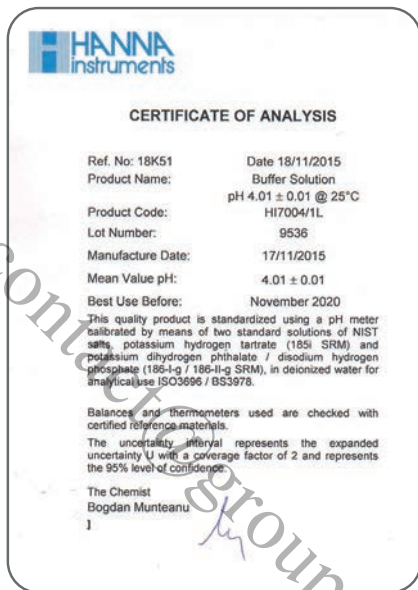 HANNA
instruments
CERTIFICATE OF ANALYSIS
Ref. No: 18K51 Date 18/11/2015
Product Name: Buffer Solution
pH 4.01 ± 0.01 @ 25°C
Product Code: HI7004/1L
Lot Number: 9536
Manufacture Date: 17/11/2015
Mean Value pH: 4.01 ± 0.01
Best Use Before: November 2020
This quality product is standardized using a pH meter
calibrated by means of two standard solutions of NIST
salts, potassium hydrogen tartrate (185i SRM) and
potassium dihydrogen phthalate / disodium hydrogen
phosphate (186-I-g / 186-II-g SRM), in deionized water for
analytical use ISO3696 / BS3978.
Balances and thermometers used are checked with
certified reference materials.
The uncertainty interval represents the expanded
uncertainty U with a coverage factor of 2 and represents
the 95% level of confidence.
The Chemist
Bogdan Munteanu
]
contact@group